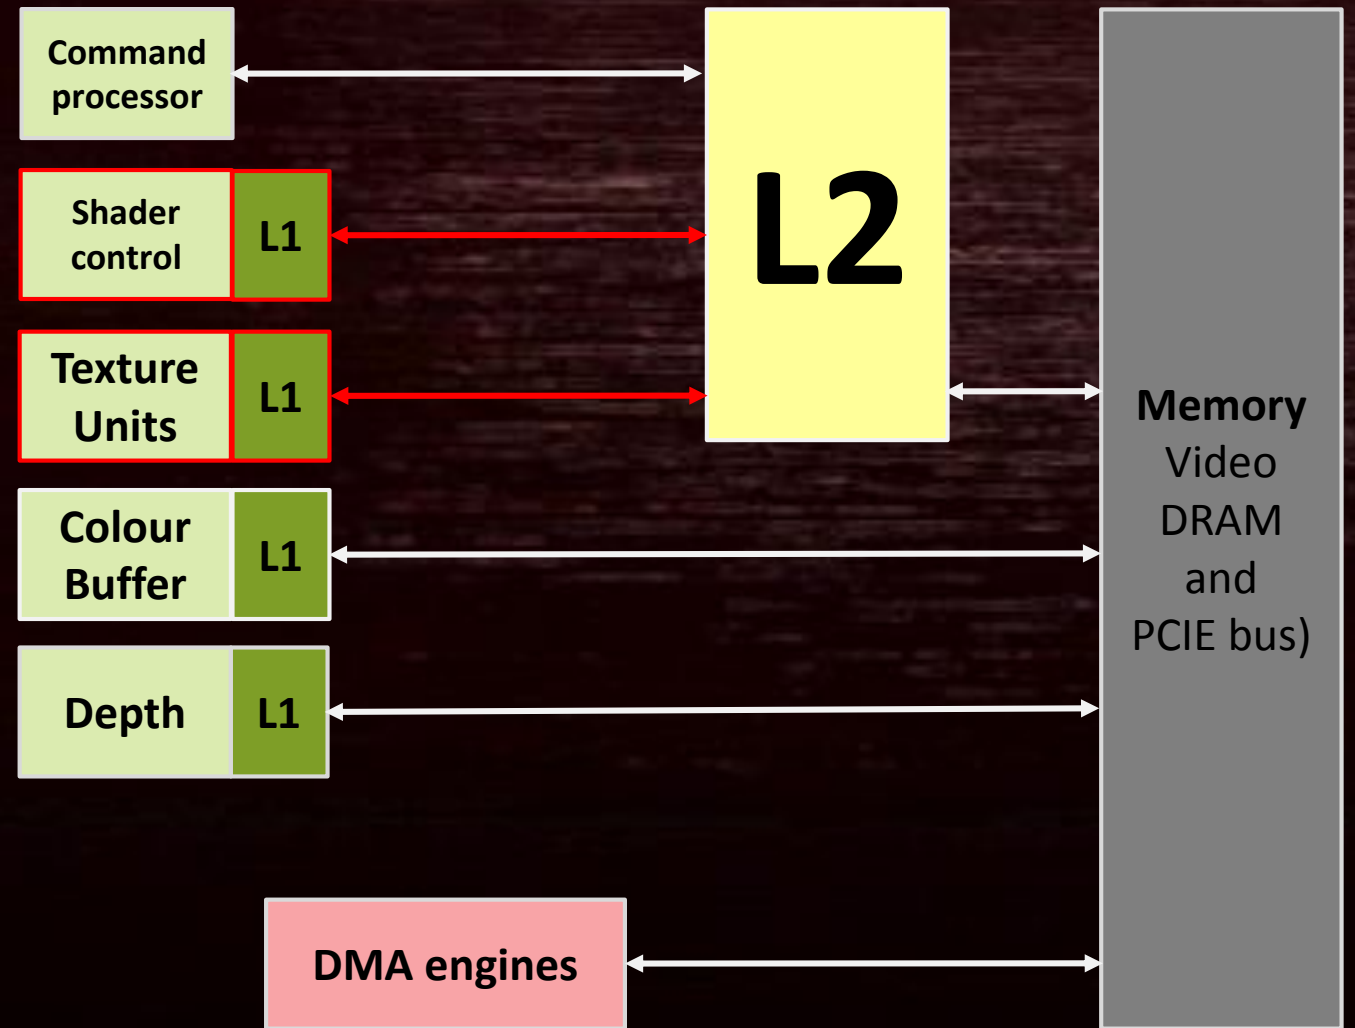 Command
processor
L2
Shader
control
L1
Texture
Units
L1
Memory
Video
DRAM
and
PCIE bus)
Colour
Buffer
L1
Depth
L1
DMA engines